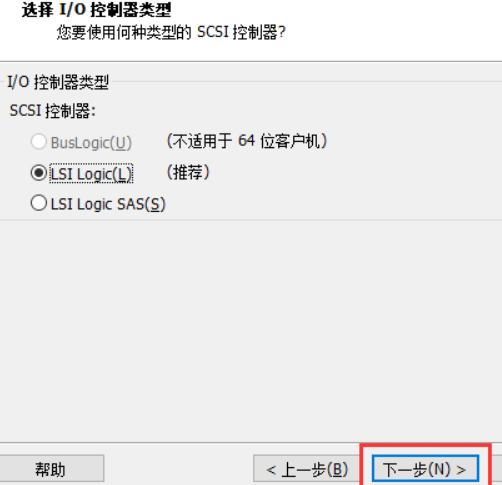 选择 I/O 控制器类型
您要使用何种类型的 SCSI 控制器?
I/O 控制器类型
SCSI 控制器:
BusLogic(U) (不适用于 64 位客户机)
LSI Logic(L) (推荐)
LSI Logic SAS(S)
帮助 < 上一步(B) 下一步(N) >